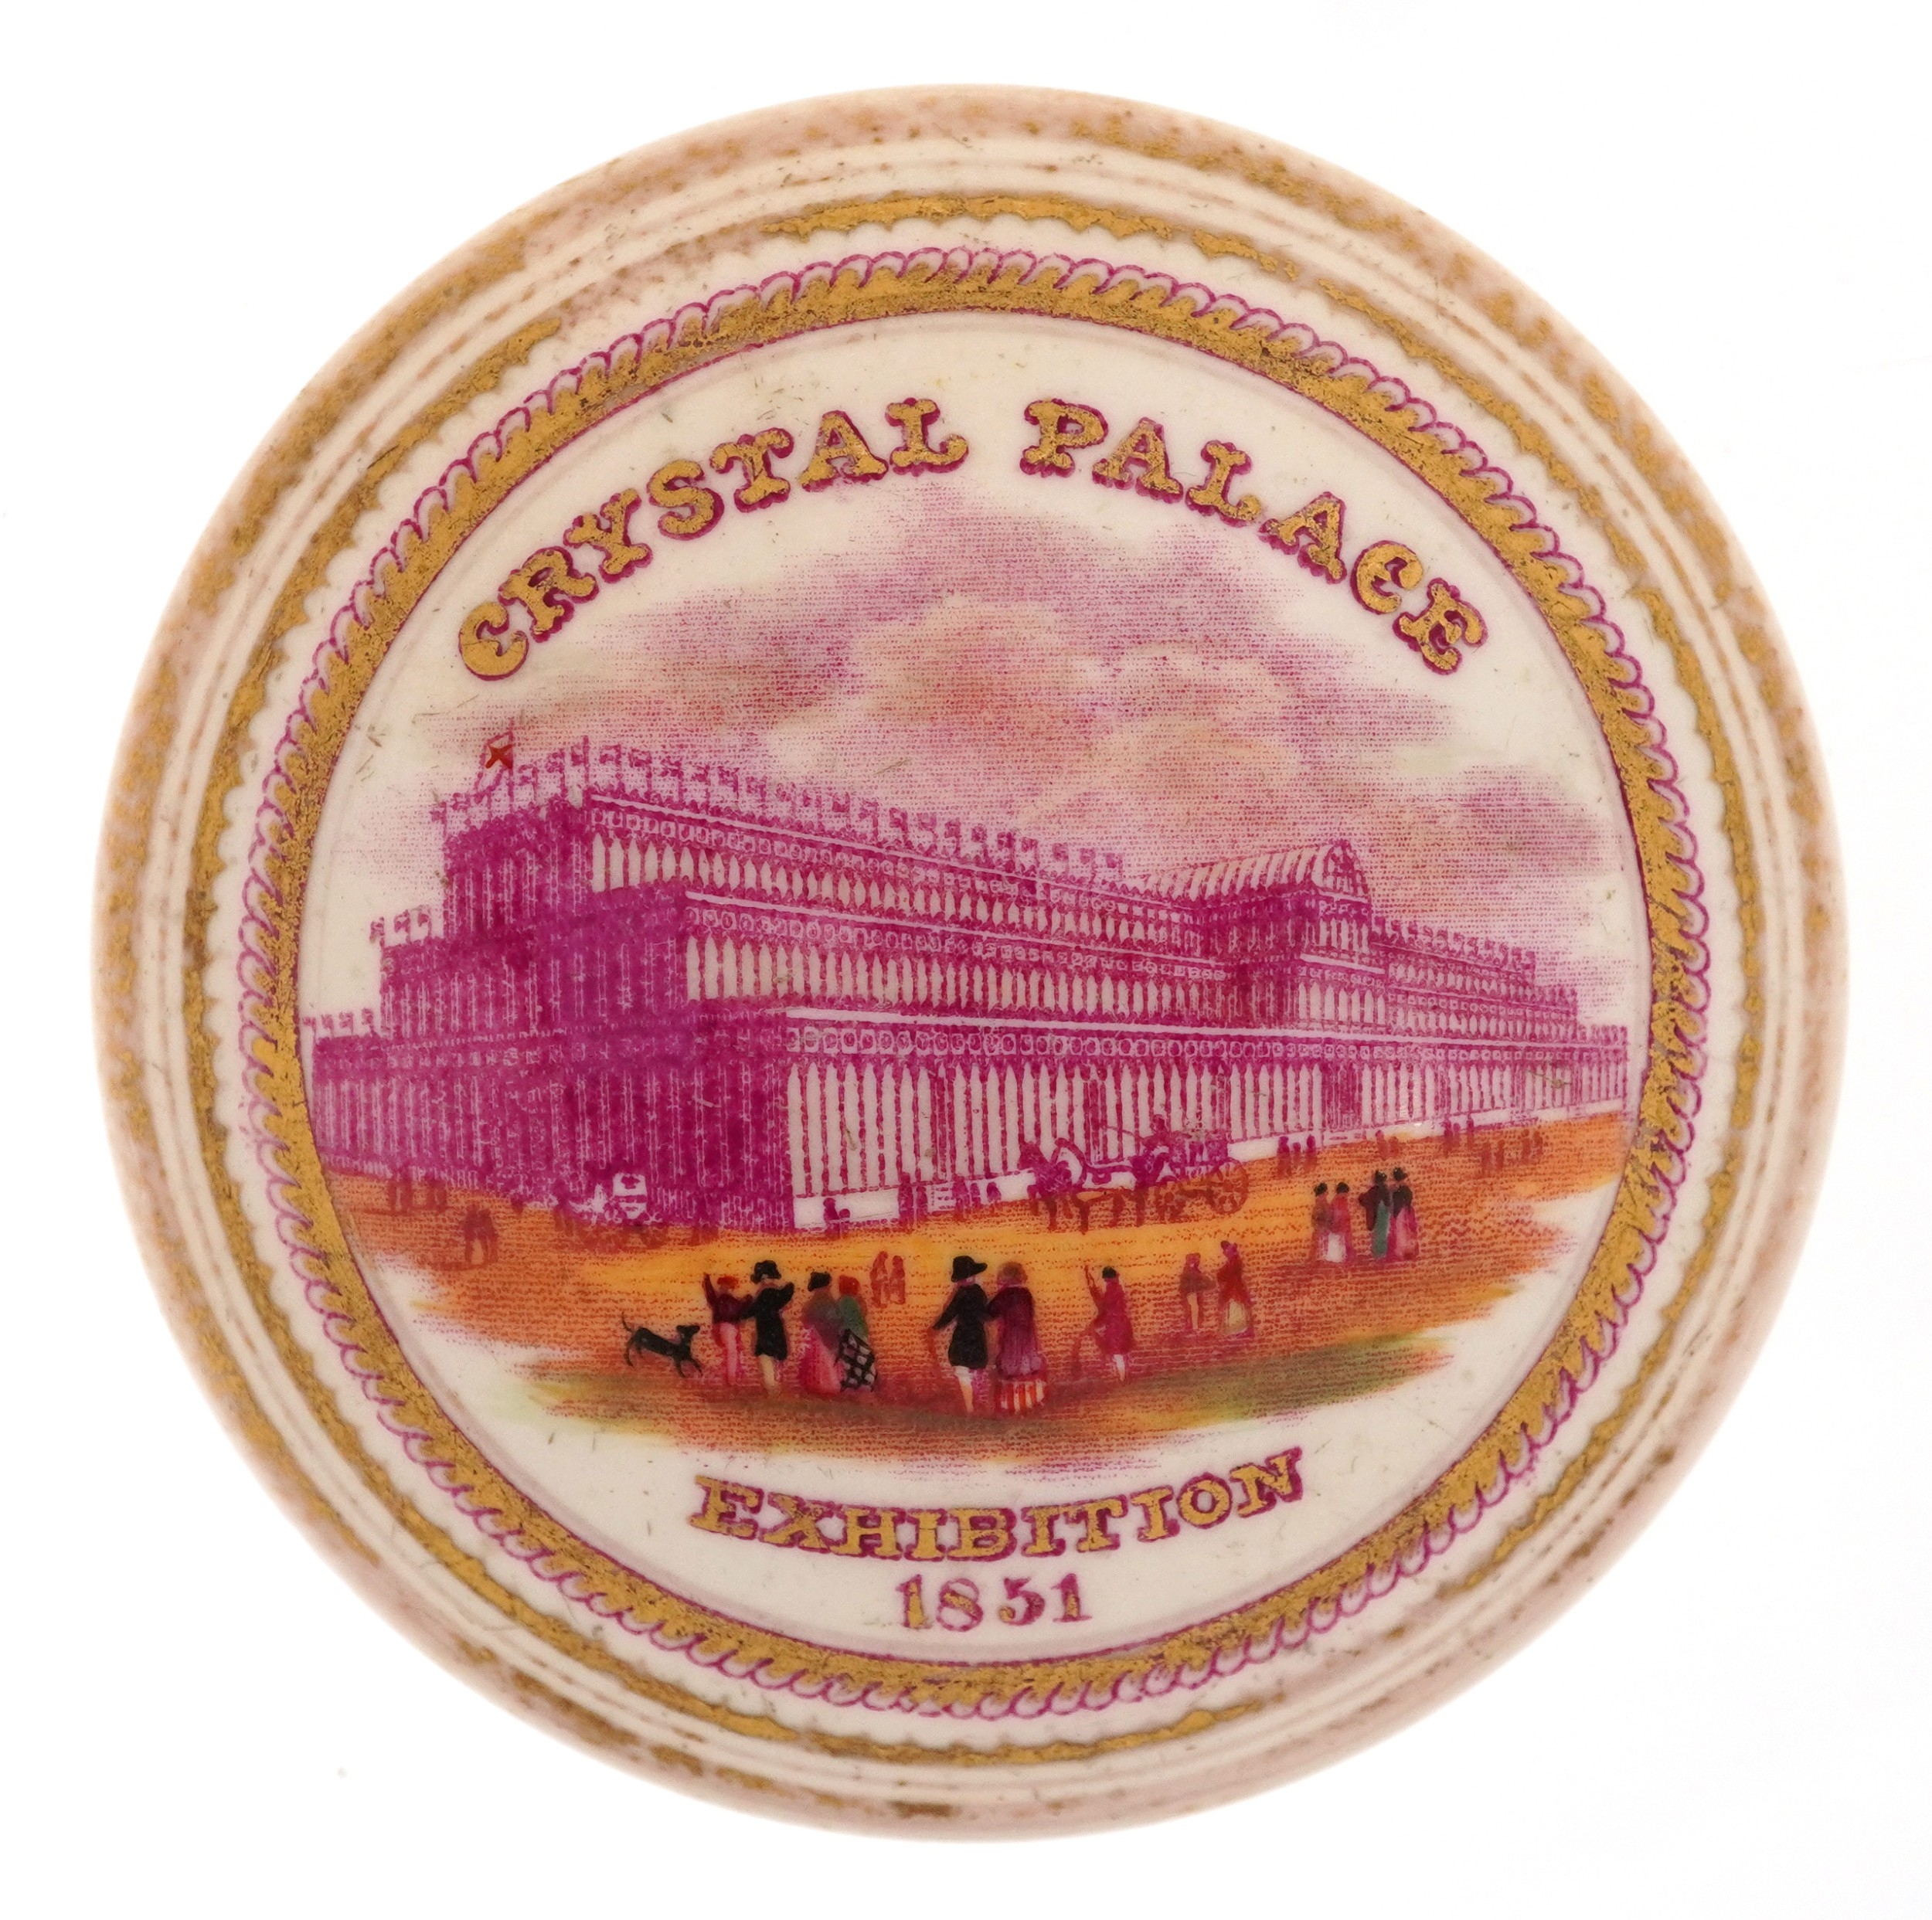 CRYSTAL PALACE
EXHIBITION
1851